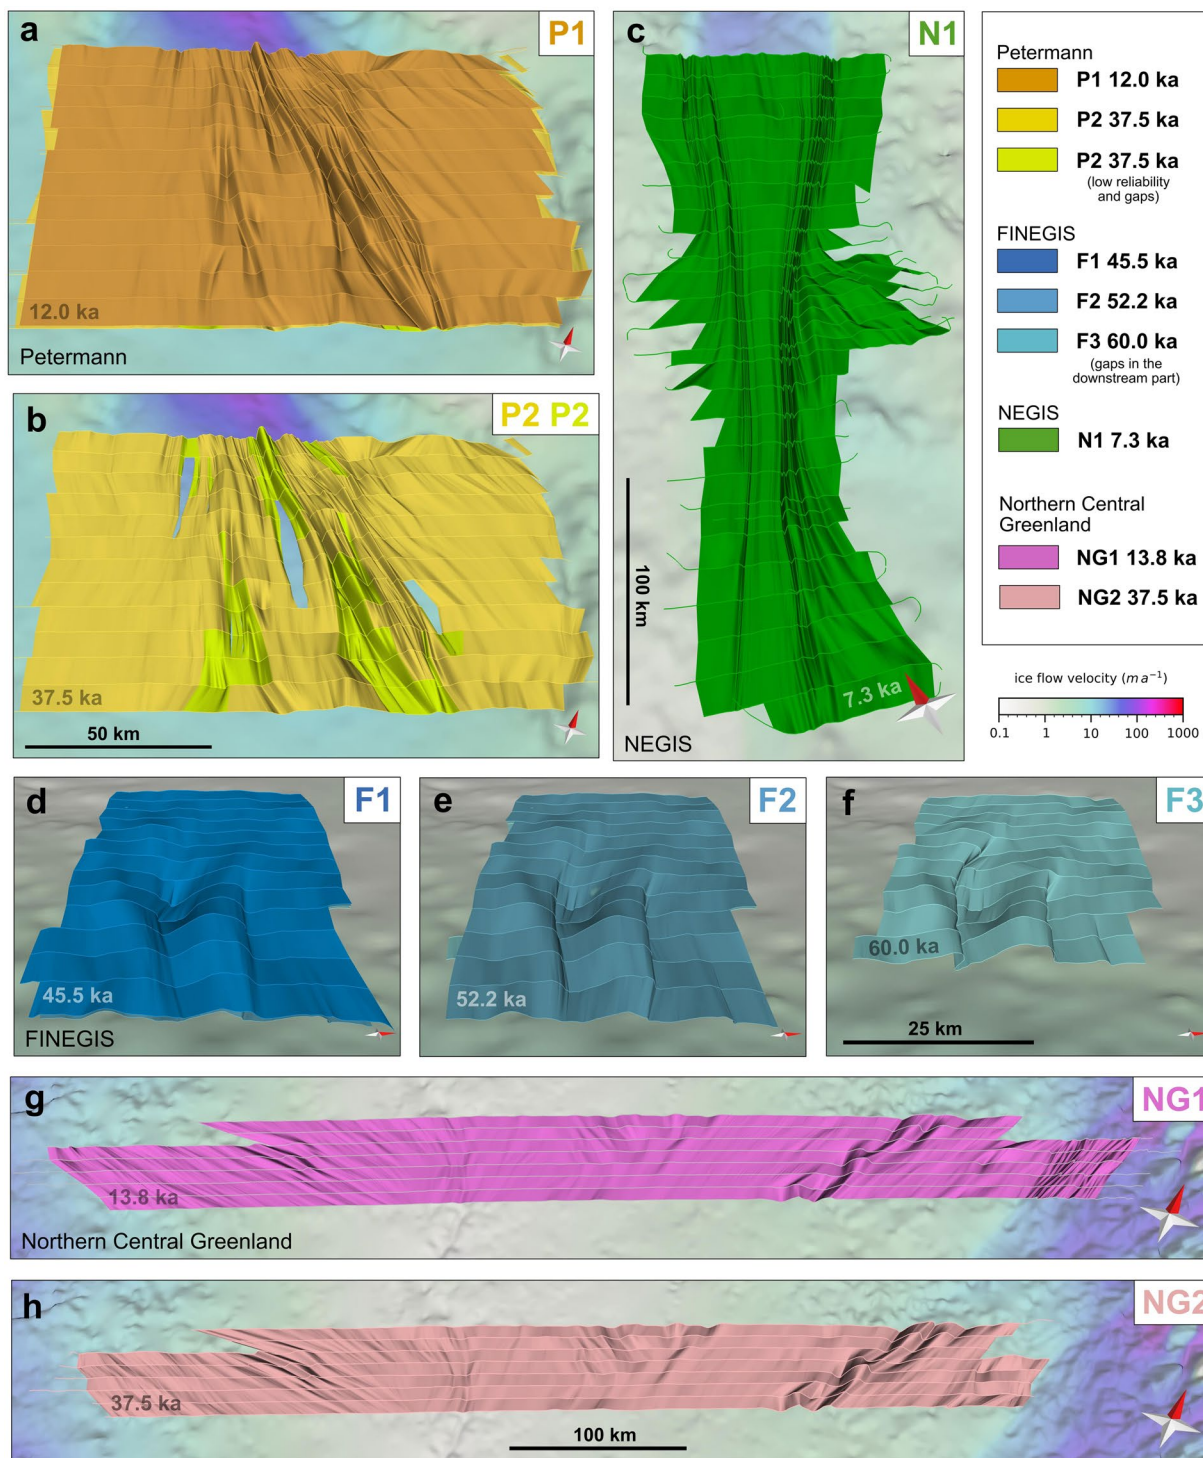 a
P1
12.0 ka
Petermann
b
P2 P2
37.5 ka
50 km
c
N1
100 km
7.3 ka
NEGIS
Petermann
P1 12.0 ka
P2 37.5 ka
P2 37.5 ka
(low reliability
and gaps)
FINEGIS
F1 45.5 ka
F2 52.2 ka
F3 60.0 ka
(gaps in the
downstream part)
NEGIS
N1 7.3 ka
Northern Central
Greenland
NG1 13.8 ka
NG2 37.5 ka
ice flow velocity (m a⁻¹)
0.1 1 10 100 1000
d
F1
45.5 ka
FINEGIS
e
F2
52.2 ka
f
F3
60.0 ka
25 km
g
NG1
13.8 ka
Northern Central Greenland
h
NG2
37.5 ka
100 km